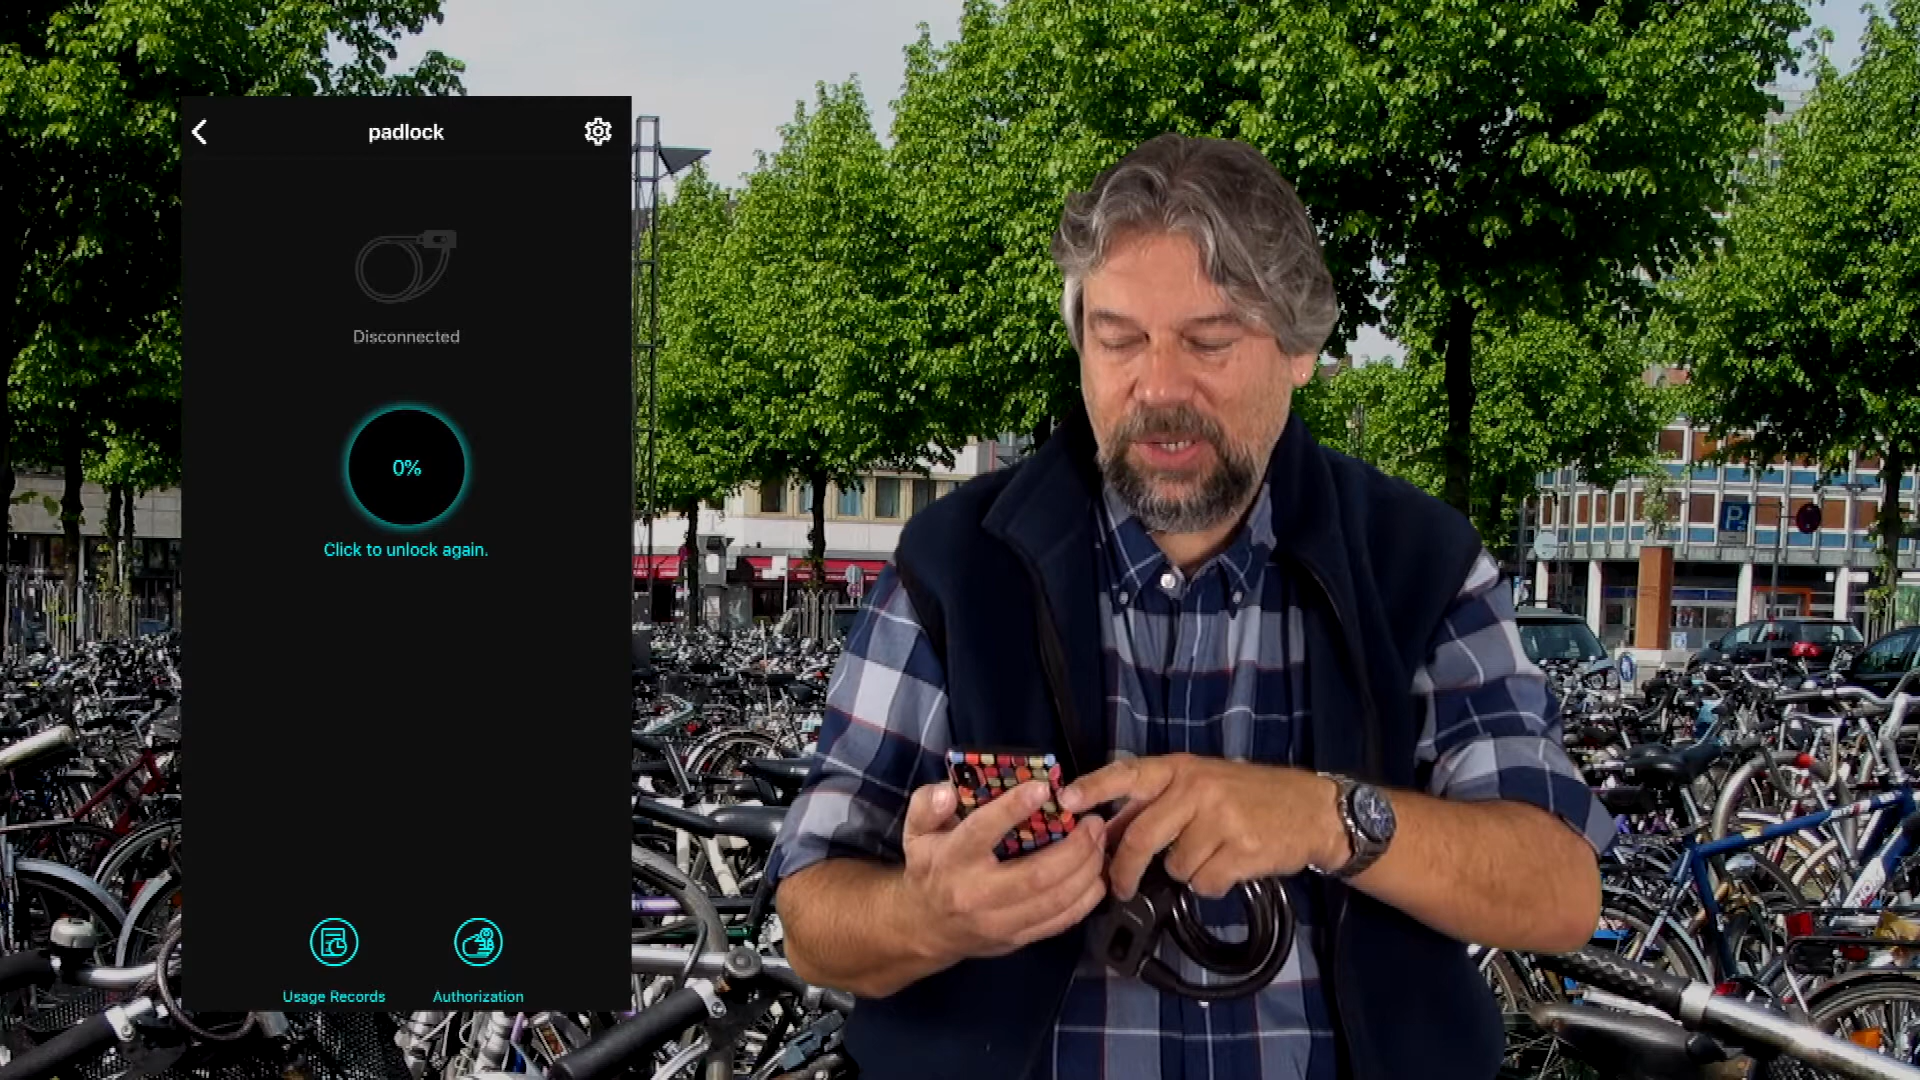 padlock
Disconnected
0%
Click to unlock again.
Usage Records
Authorization
P